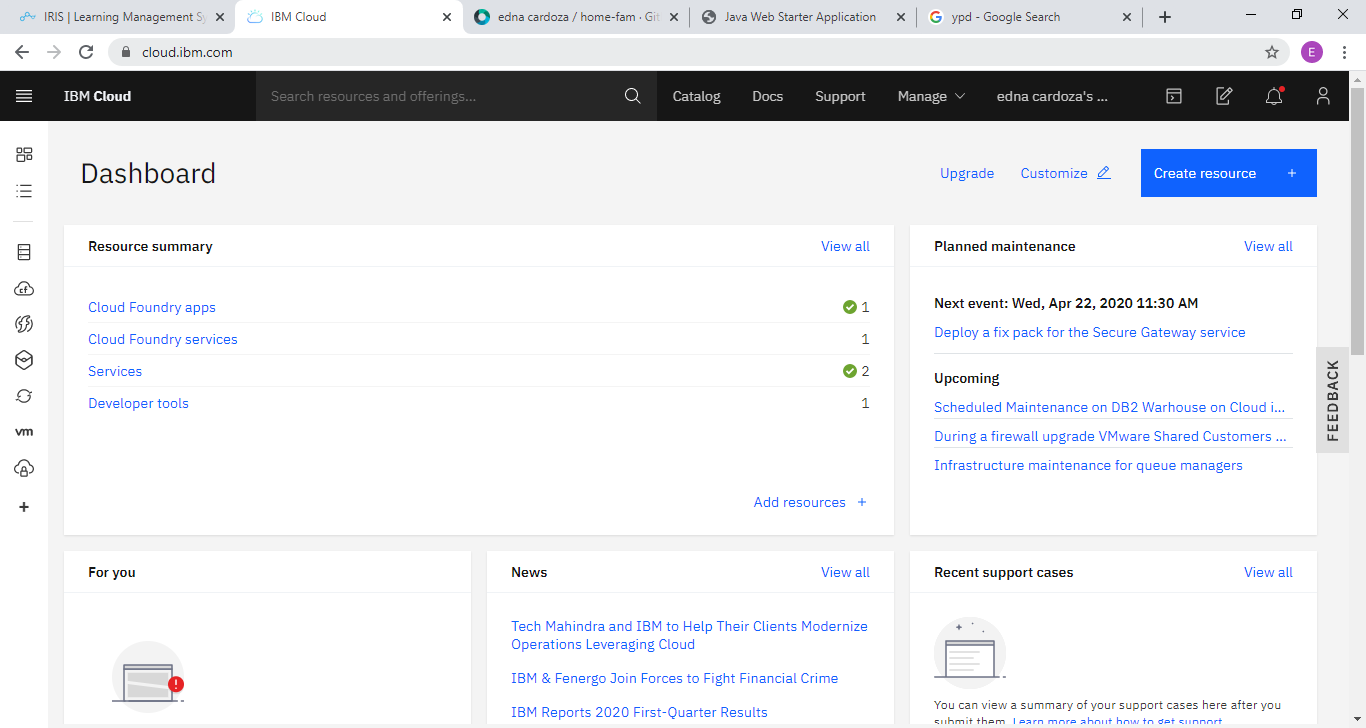 IRIS | Learning Management Sy
IBM Cloud
edna cardoza / home-fam · Git
Java Web Starter Application
ypd - Google Search
cloud.ibm.com
E
IBM Cloud
Search resources and offerings...
Catalog
Docs
Support
Manage
edna cardoza's ...
Dashboard
Upgrade
Customize
Create resource +
Resource summary
View all
Cloud Foundry apps
1
Cloud Foundry services
1
Services
2
Developer tools
1
Add resources +
Planned maintenance
View all
Next event: Wed, Apr 22, 2020 11:30 AM
Deploy a fix pack for the Secure Gateway service
Upcoming
Scheduled Maintenance on DB2 Warhouse on Cloud i...
During a firewall upgrade VMware Shared Customers ...
Infrastructure maintenance for queue managers
FEEDBACK
cf
vm
For you
News
View all
Tech Mahindra and IBM to Help Their Clients Modernize
Operations Leveraging Cloud
IBM & Fenergo Join Forces to Fight Financial Crime
IBM Reports 2020 First-Quarter Results
Recent support cases
View all
You can view a summary of your support cases here after you
submit them. Learn more about how to get support